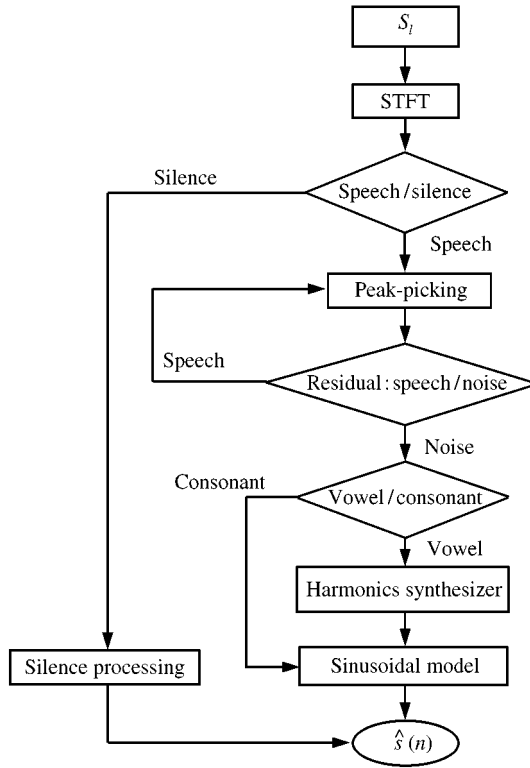 S_l
STFT
Silence
Speech/silence
Speech
Peak-picking
Speech
Residual: speech/noise
Noise
Consonant
Vowel/consonant
Vowel
Harmonics synthesizer
Silence processing
Sinusoidal model
ŝ(n)